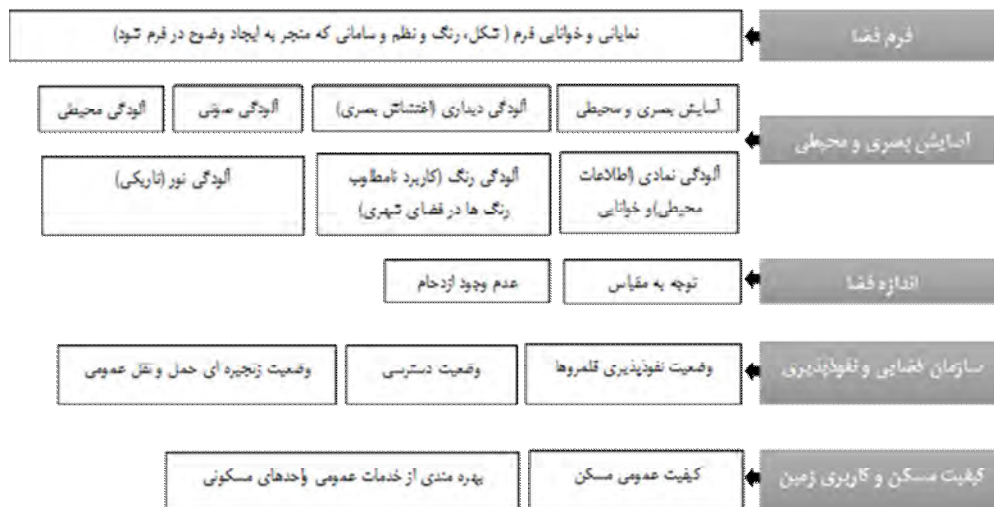 فرم فضا
نمایانی و خوانایی فرم ( شکل، رنگ و نظم و سامانی که منجر به ایجاد وضوح در فرم شود)
آسایش بصری و محیطی
آسایش بصری و محیطی
آلودگی دیداری (اغتشاش بصری)
آلودگی صوتی
آلودگی محیطی
آلودگی نمادی (اطلاعات
محیطی)و خوانایی
آلودگی رنگ (کاربرد نامطلوب
رنگ ها در فضای شهری)
آلودگی نور (تاریکی)
اندازه فضا
توجه به مقیاس
عدم وجود ازدحام
سازمان فضایی و نفوذپذیری
وضعیت نفوذپذیری قلمروها
وضعیت دسترسی
وضعیت زنجیره ای حمل و نقل عمومی
کیفیت مسکن و کاربری زمین
کیفیت عمومی مسکن
بهره مندی از خدمات عمومی واحدهای مسکونی